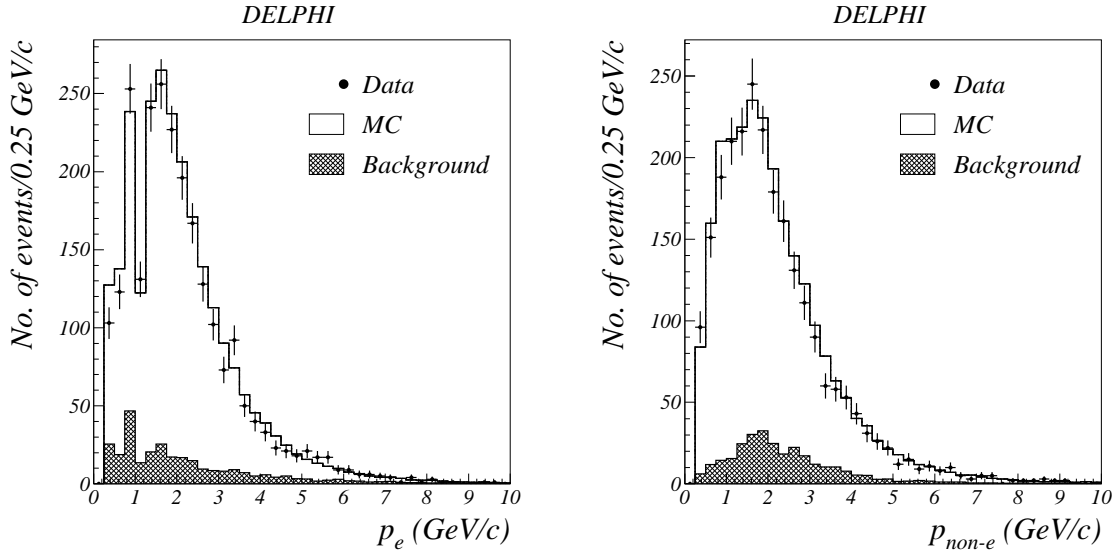 DELPHI
No. of events/0.25 GeV/c
250
200
150
100
50
0
Data
MC
Background
0 1 2 3 4 5 6 7 8 9 10
p_e (GeV/c)
DELPHI
No. of events/0.25 GeV/c
250
200
150
100
50
0
Data
MC
Background
0 1 2 3 4 5 6 7 8 9 10
p_non-e (GeV/c)